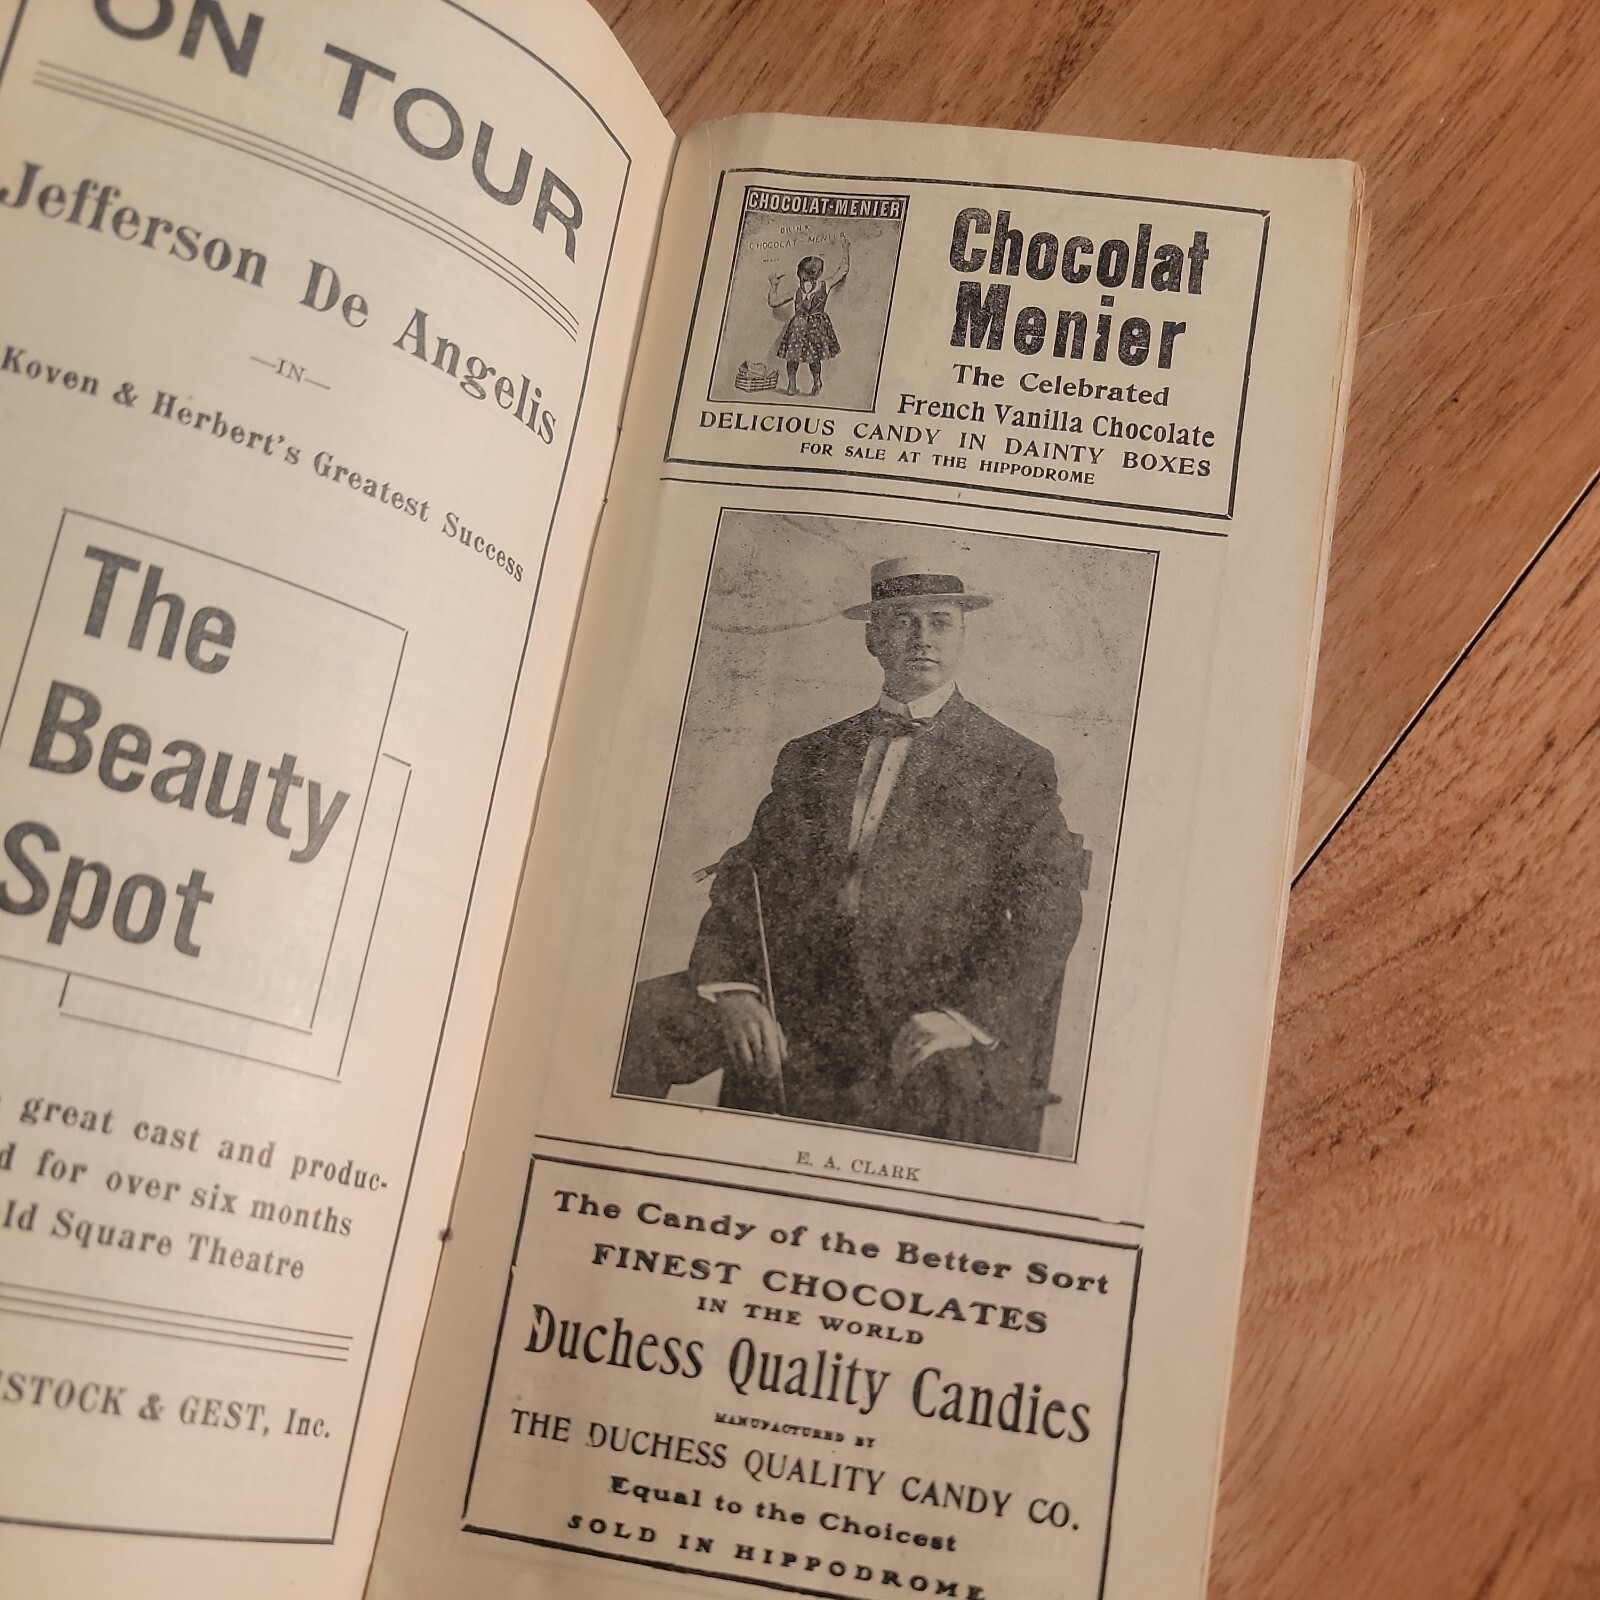 ON TOUR
Jefferson De Angelis
—IN—
Koven & Herbert's Greatest Success
The
Beauty
Spot
great cast and produc-
for over six months
Square Theatre
& GEST, Inc.
CHOCOLAT-MENIER
DRINK
CHOCOLAT-MENIER
Chocolat
Menier
The Celebrated
French Vanilla Chocolate
DELICIOUS CANDY IN DAINTY BOXES
FOR SALE AT THE HIPPODROME
E. A. CLARK
The Candy of the Better Sort
FINEST CHOCOLATES
IN THE WORLD
Duchess Quality Candies
MANUFACTURED BY
THE DUCHESS QUALITY CANDY CO.
Equal to the Choicest
SOLD IN HIPPODROME